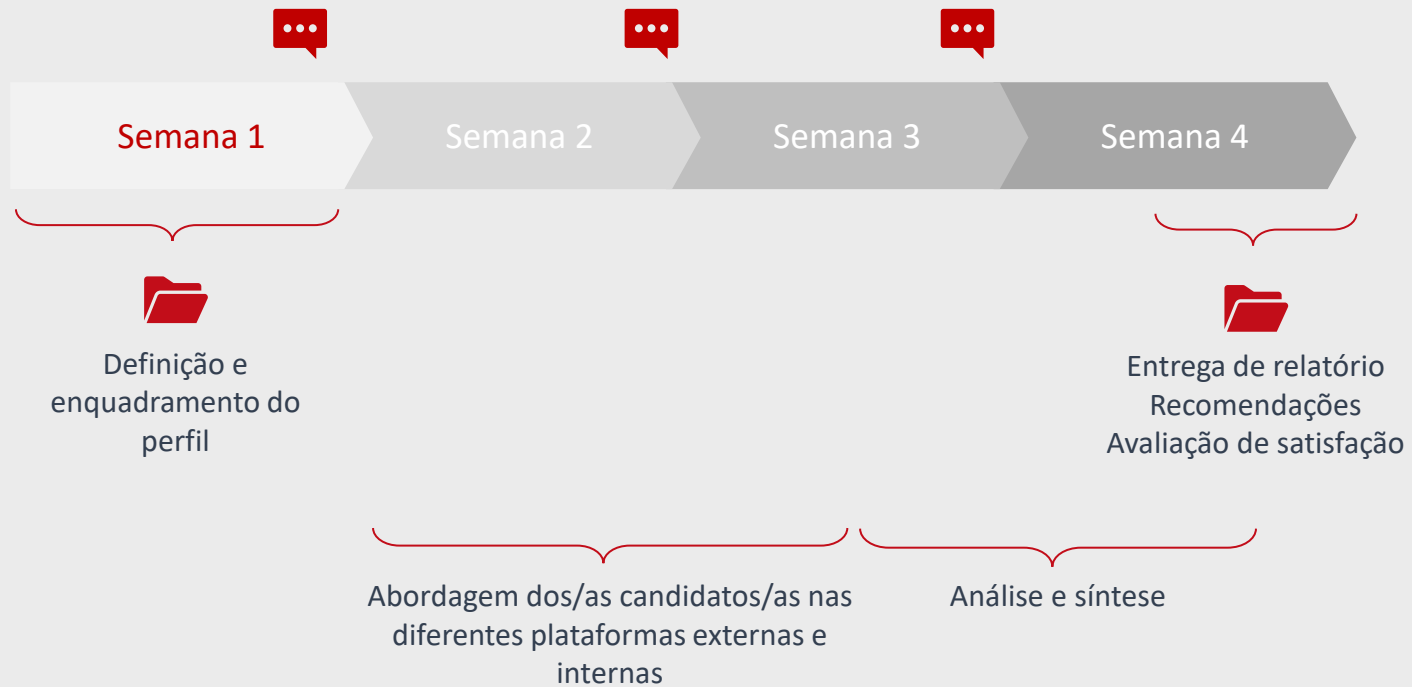 Semana 1
Semana 2
Semana 3
Semana 4
Definição e
enquadramento do
perfil
Entrega de relatório
Recomendações
Avaliação de satisfação
Abordagem dos/as candidatos/as nas
diferentes plataformas externas e
internas
Análise e síntese